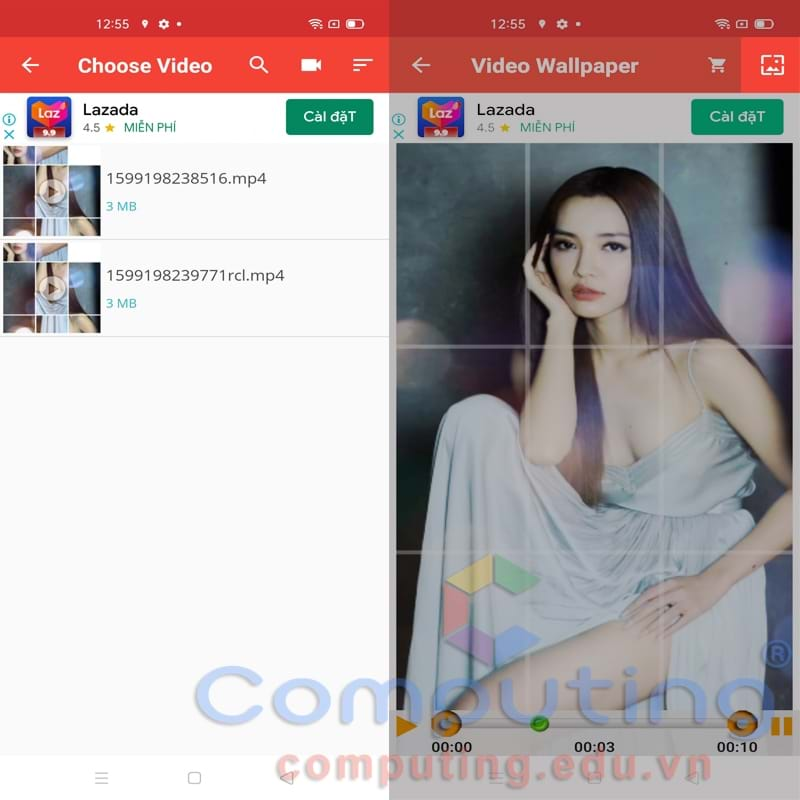 12:55
Choose Video
Laz
9.9
Lazada
4.5 ★ MIỄN PHÍ
Cài đặT
1599198238516.mp4
3 MB
1599198239771rcl.mp4
3 MB
12:55
Video Wallpaper
Laz
9.9
Lazada
4.5 ★ MIỄN PHÍ
Cài đặT
Computing®
00:00 00:03 00:10
computing.edu.vn